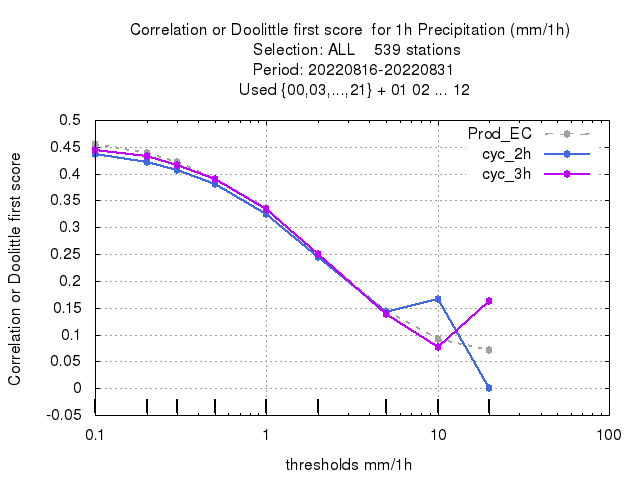 Correlation or Doolittle first score  for 1h Precipitation (mm/1h)
Selection: ALL    539 stations
Period: 20220816-20220831
Used {00,03,...,21} + 01 02 ... 12
Correlation or Doolittle first score
0.5
0.45
0.4
0.35
0.3
0.25
0.2
0.15
0.1
0.05
0
-0.05
Prod_EC
cyc_2h
cyc_3h
0.1 1 10 100
thresholds mm/1h